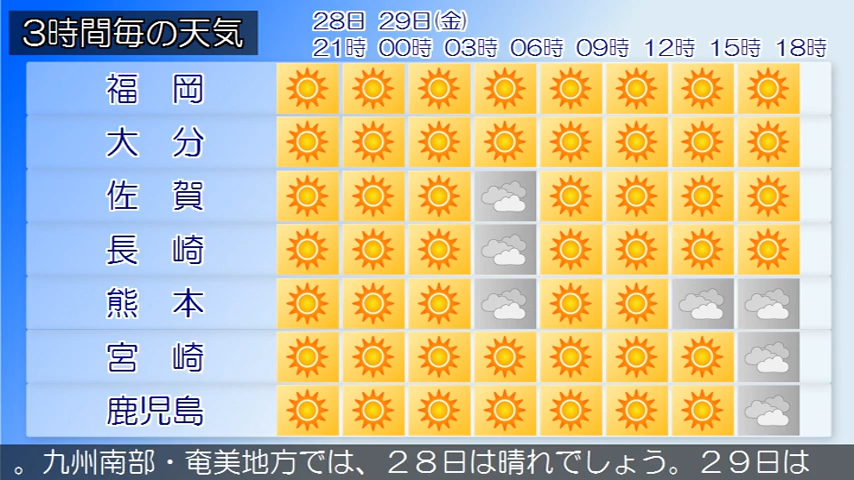 3時間毎の天気
28日 29日(金)
21時 00時 03時 06時 09時 12時 15時 18時
福岡
大分
佐賀
長崎
熊本
宮崎
鹿児島
。九州南部・奄美地方では、２８日は晴れでしょう。２９日は